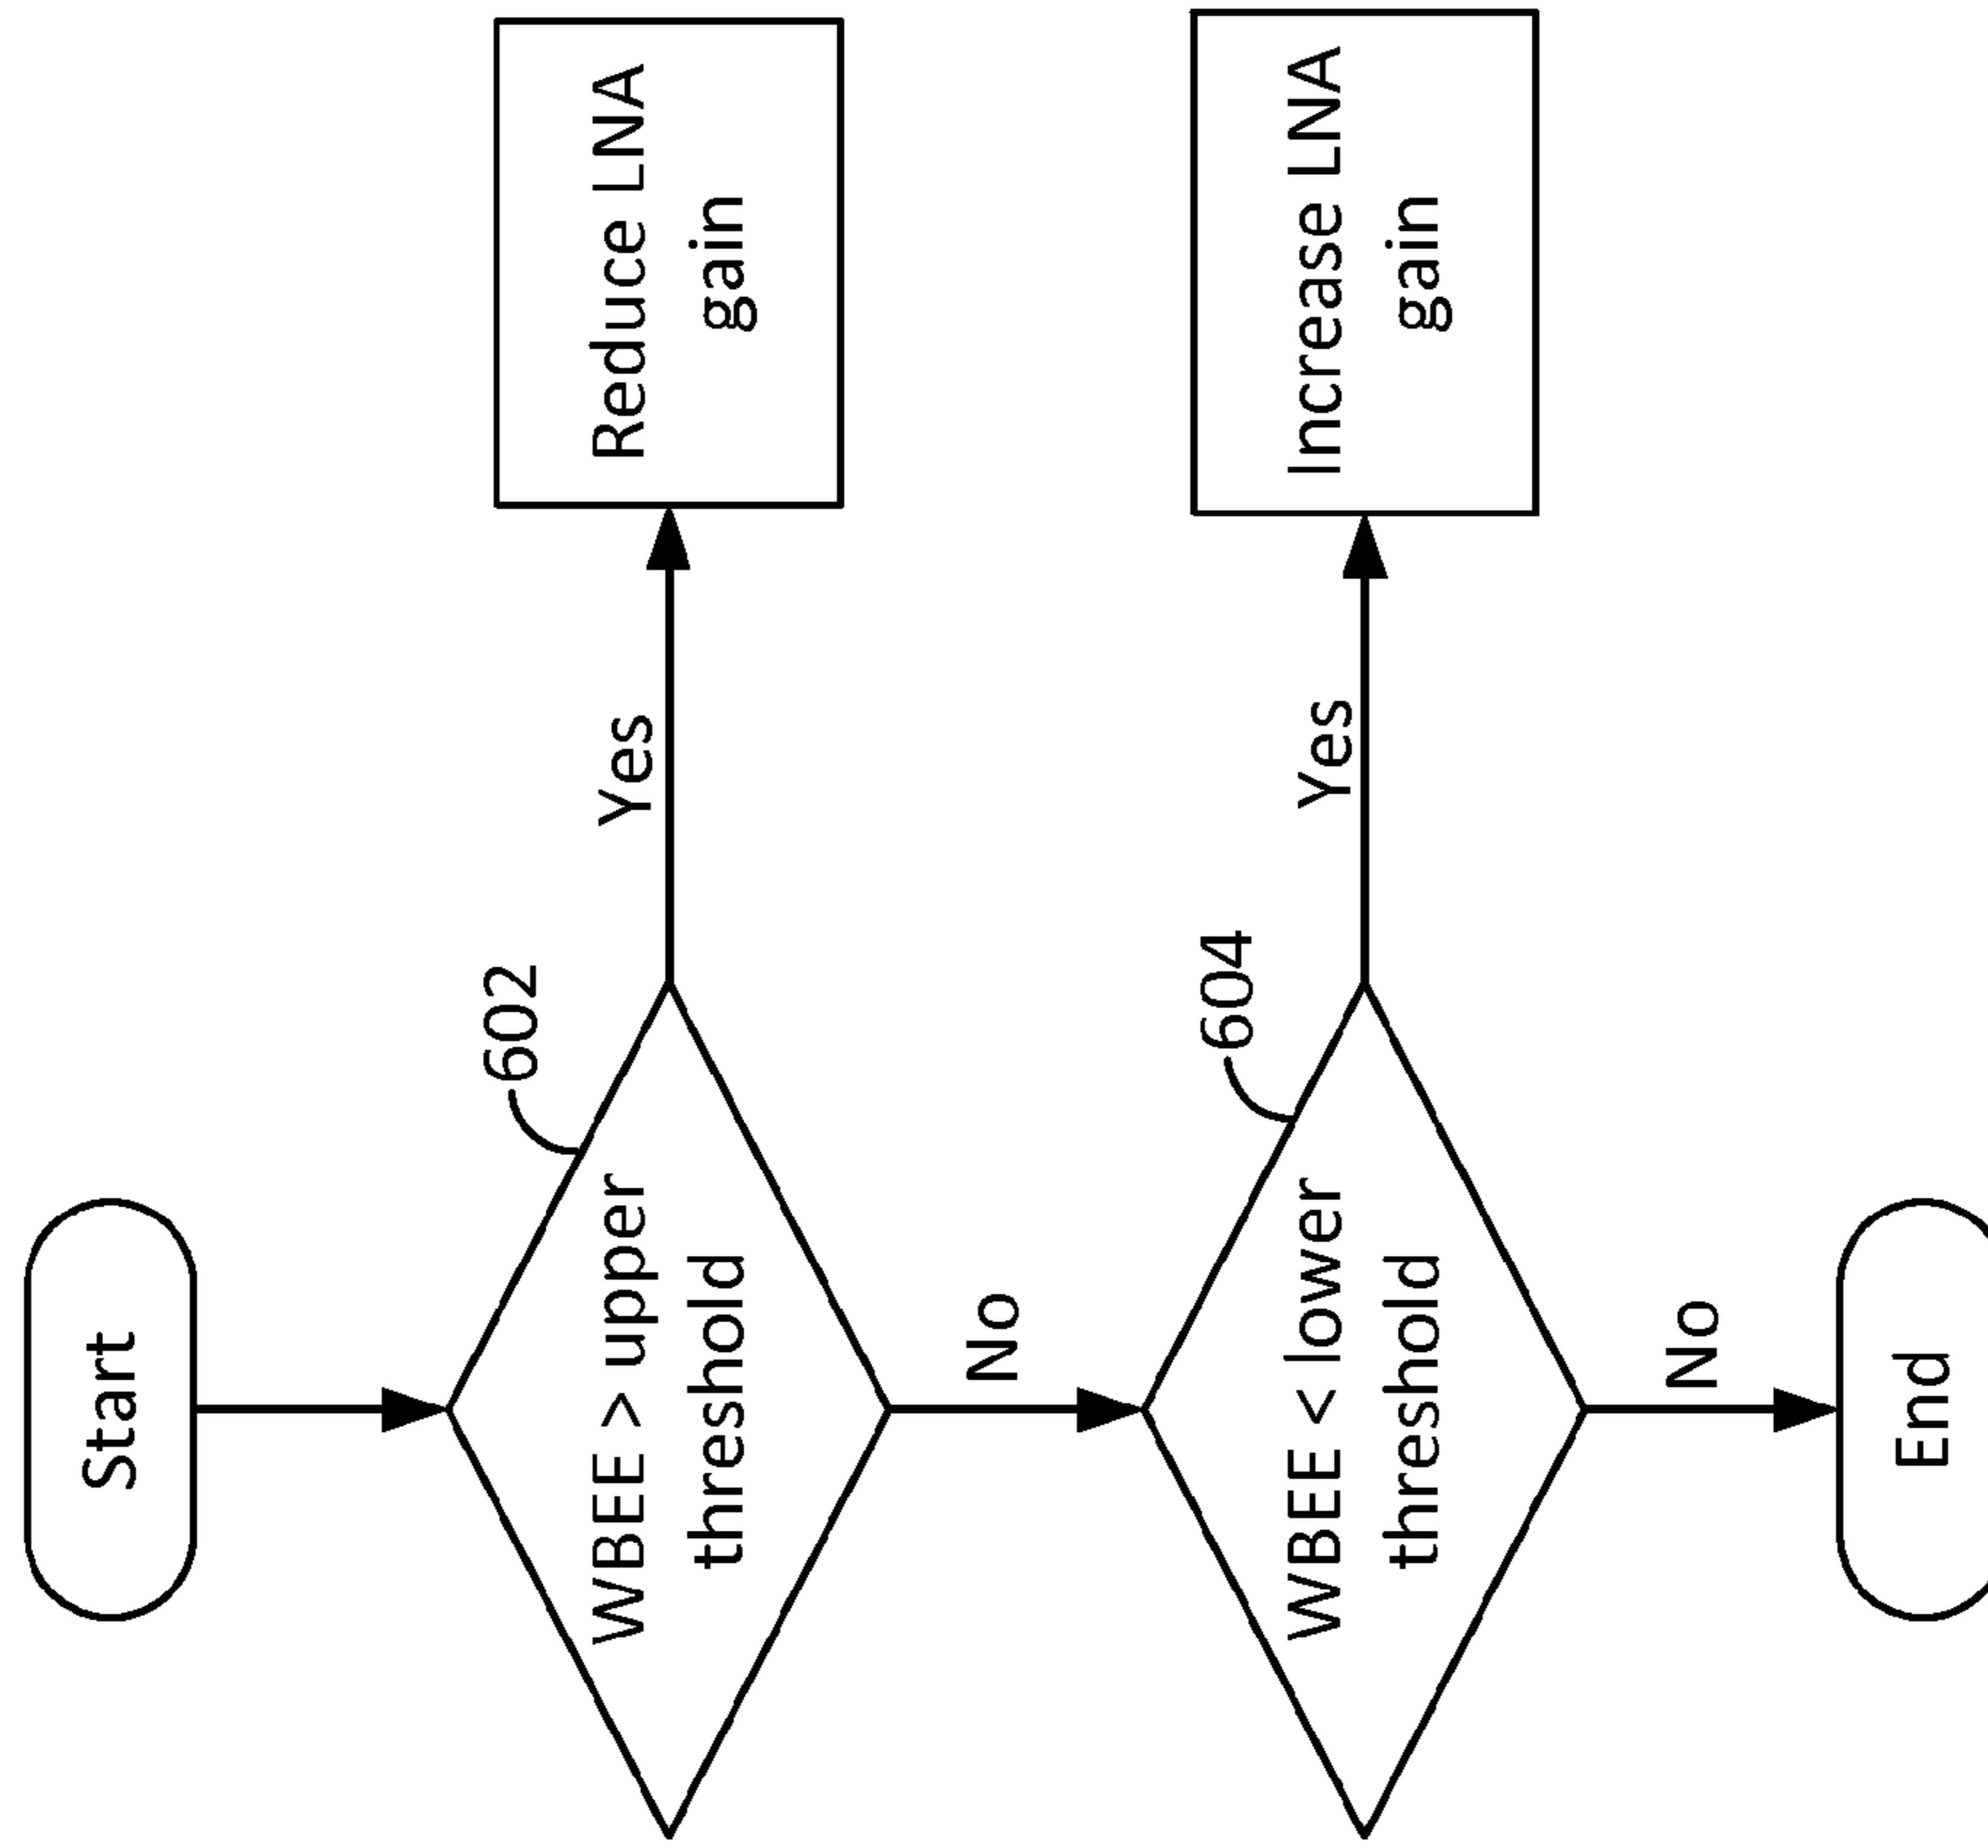 Start
602
WBEE > upper
threshold
Yes
Reduce LNA
gain
No
604
WBEE < lower
threshold
Yes
Increase LNA
gain
No
End